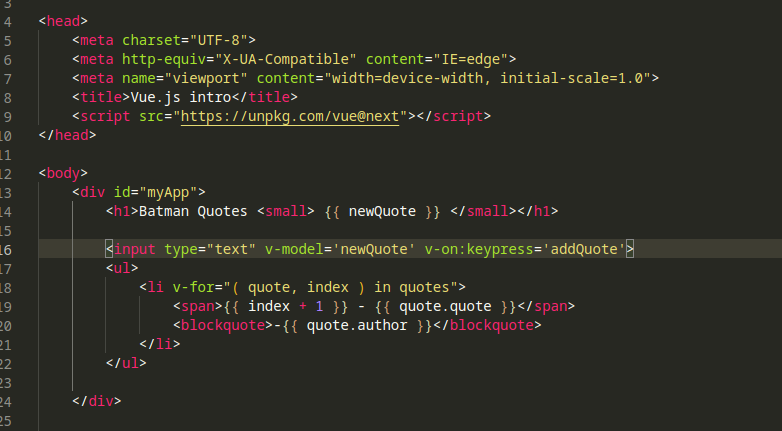 3
4 <head>
5 <meta charset="UTF-8">
6 <meta http-equiv="X-UA-Compatible" content="IE=edge">
7 <meta name="viewport" content="width=device-width, initial-scale=1.0">
8 <title>Vue.js intro</title>
9 <script src="https://unpkg.com/vue@next"></script>
10 </head>
11
12 <body>
13 <div id="myApp">
14 <h1>Batman Quotes <small> {{ newQuote }} </small></h1>
15
16 <input type="text" v-model='newQuote' v-on:keypress='addQuote'>
17 <ul>
18 <li v-for="( quote, index ) in quotes">
19 <span>{{ index + 1 }} - {{ quote.quote }}</span>
20 <blockquote>-{{ quote.author }}</blockquote>
21 </li>
22 </ul>
23
24 </div>
25